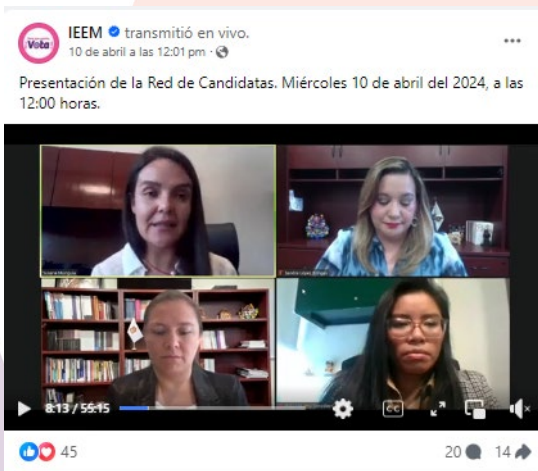 IEEM transmitió en vivo.
10 de abril a las 12:01 pm ·
Presentación de la Red de Candidatas. Miércoles 10 de abril del 2024, a las
12:00 horas.
8:13 / 55:15
CC
45
20
14